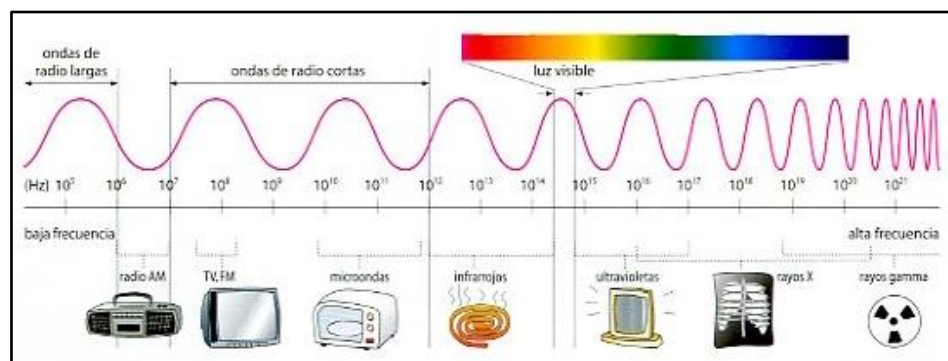 ondas de
radio largas
ondas de radio cortas
luz visible
(Hz) 10⁵ 10⁶ 10⁷ 10⁸ 10⁹ 10¹⁰ 10¹¹ 10¹² 10¹³ 10¹⁴ 10¹⁵ 10¹⁶ 10¹⁷ 10¹⁸ 10¹⁹ 10²⁰ 10²¹
baja frecuencia alta frecuencia
radio AM TV, FM microondas infrarrojos ultravioletas rayos X rayos gamma